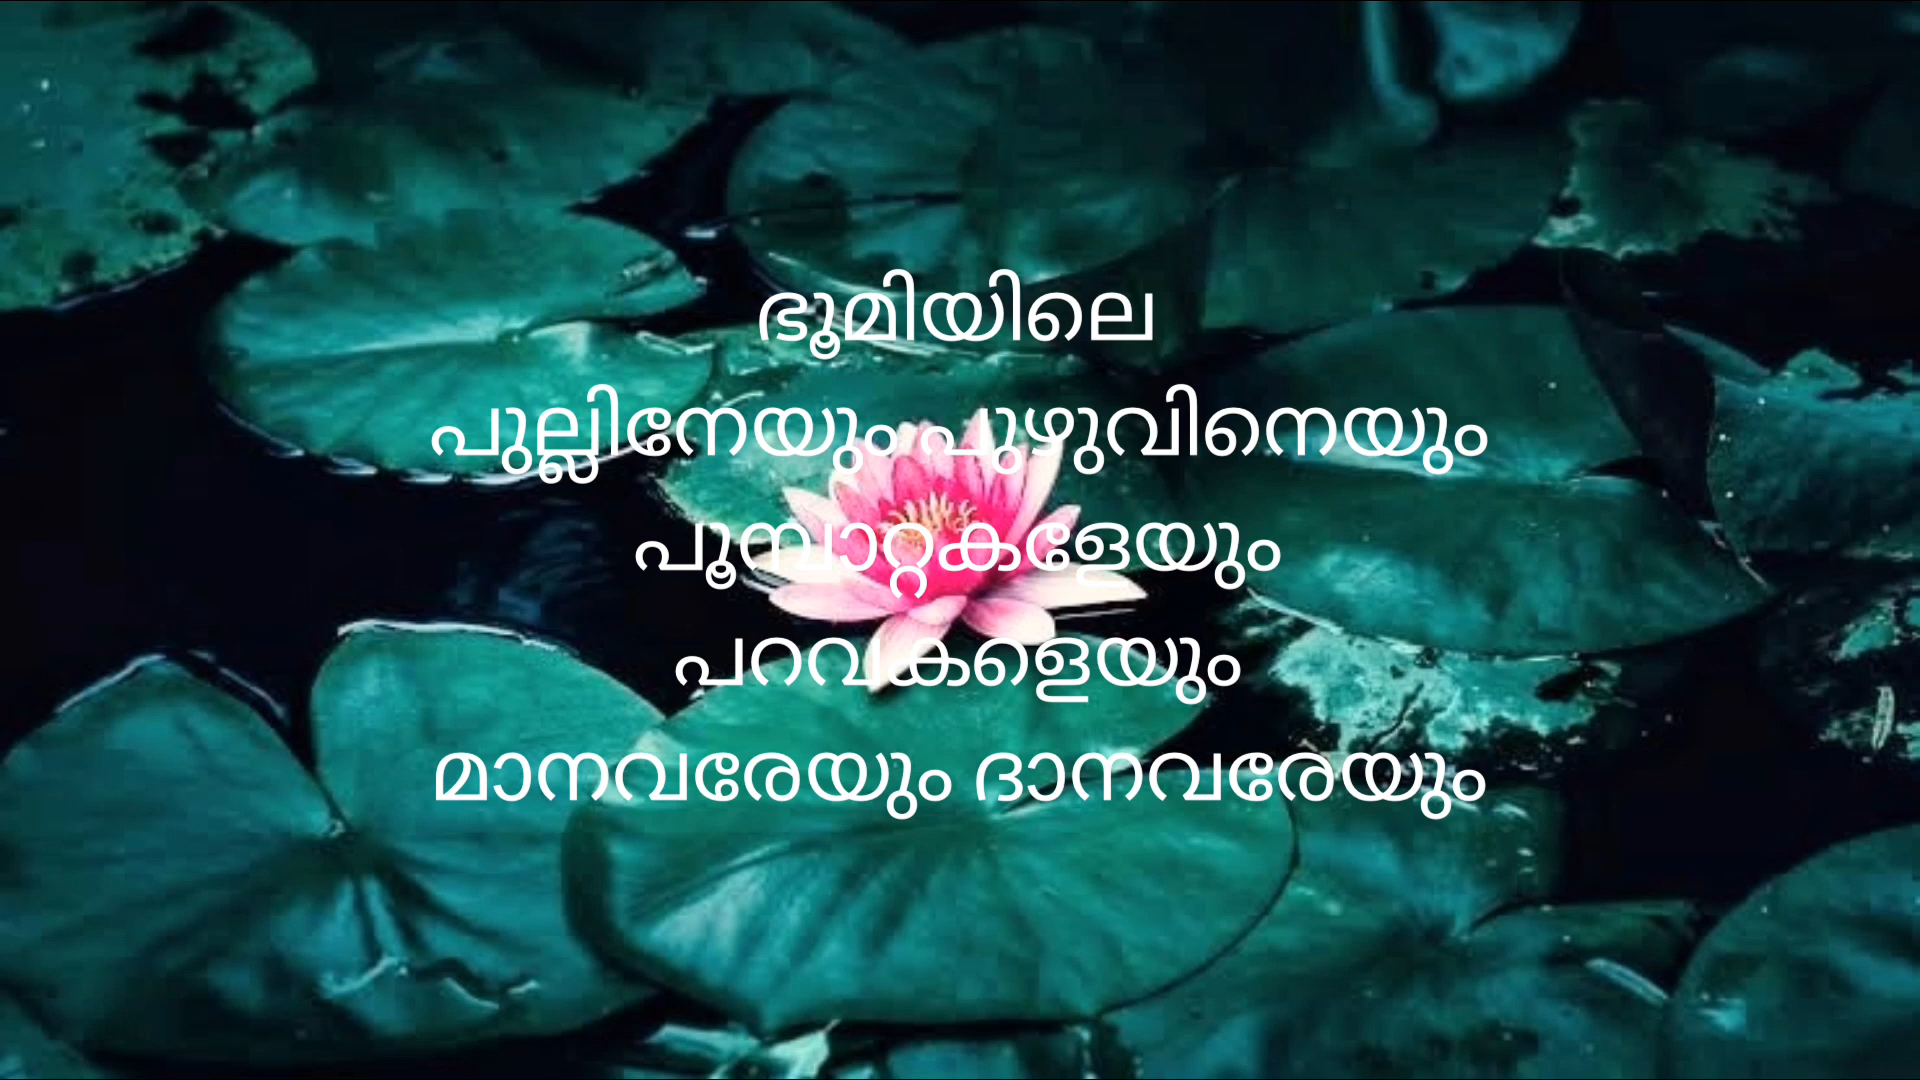 ഭൂമിയിലെ
പുല്ലിനേയും പുഴുവിനെയും
പൂമ്പാറ്റകളേയും
പറവകളെയും
മാനവരേയും ദാനവരേയും